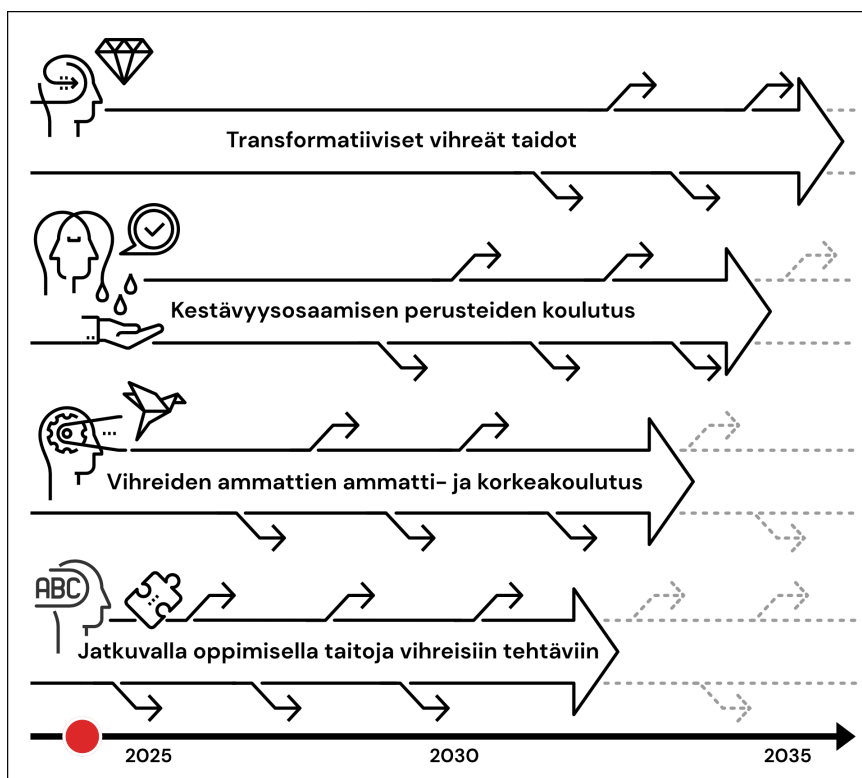 Transformatiiviset vihreät taidot
Kestävyysosaamisen perusteiden koulutus
Vihreiden ammattien ammatti- ja korkeakoulutus
ABC
Jatkuvalla oppimisella taitoja vihreisiin tehtäviin
2025 2030 2035